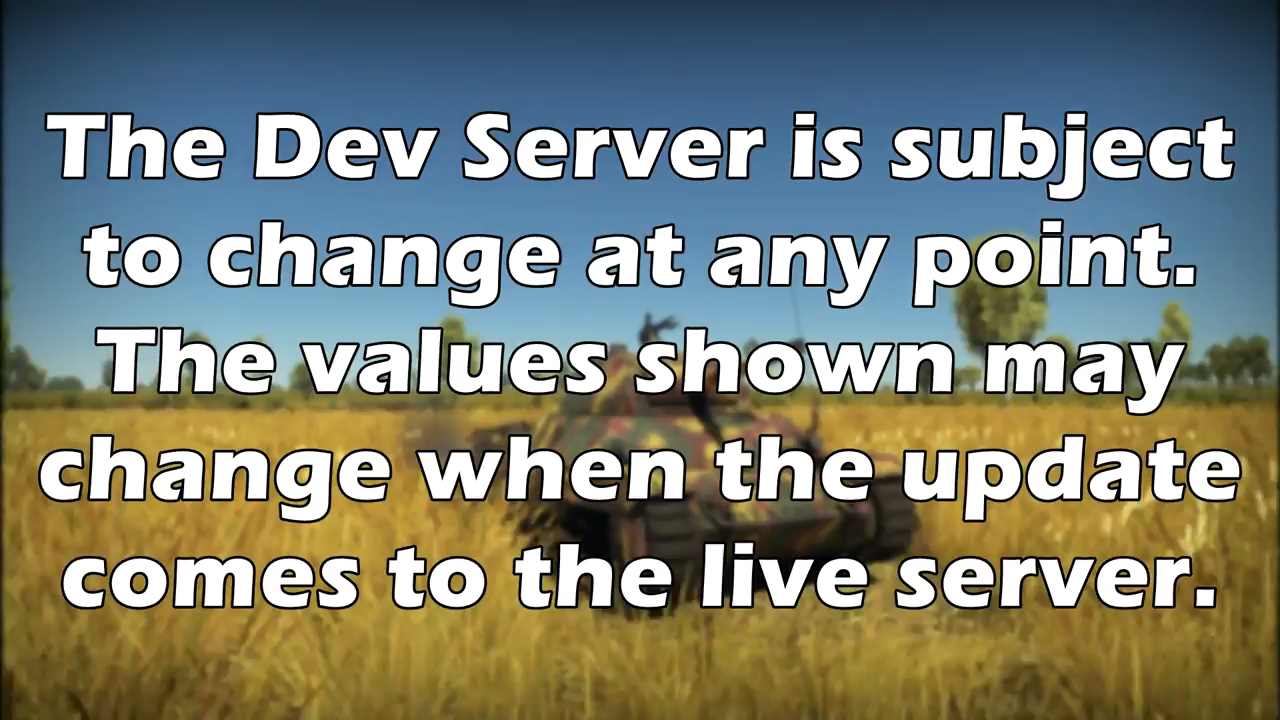 The Dev Server is subject
to change at any point.
The values shown may
change when the update
comes to the live server.